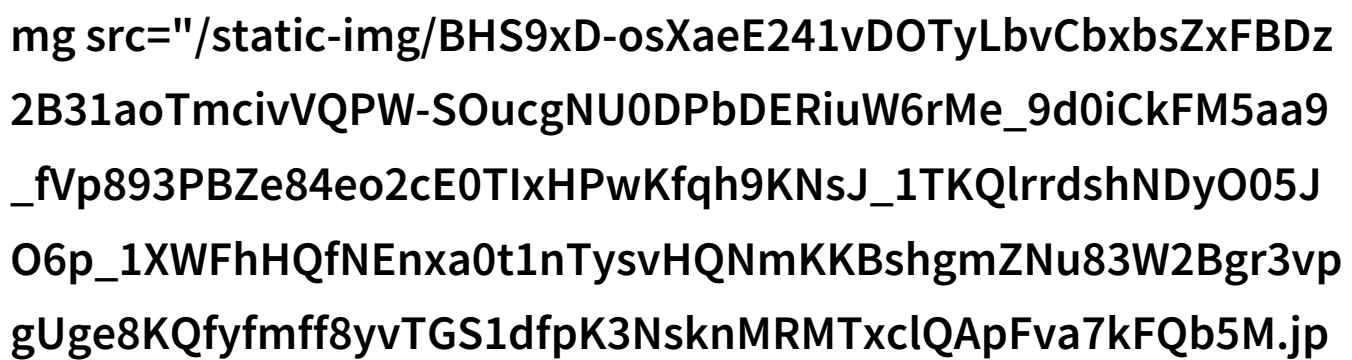 mg src="/static-img/BHS9xD-osXaeE241vDOTyLbvCbxbsZxFBDz
2B31aoTmcivVQPW-SOucgNU0DPbDERiuW6rMe_9d0iCkFM5aa9
_fVp893PBZe84eo2cE0TIxHPwKfqh9KNsJ_1TKQlrrdshNDyO05J
O6p_1XWFhHQfNEnxa0t1nTysvHQNmKKBshgmZNu83W2Bgr3vp
gUge8KQfyfmff8yvTGS1dfpK3NsknMRMTxclQApFva7kFQb5M.jp